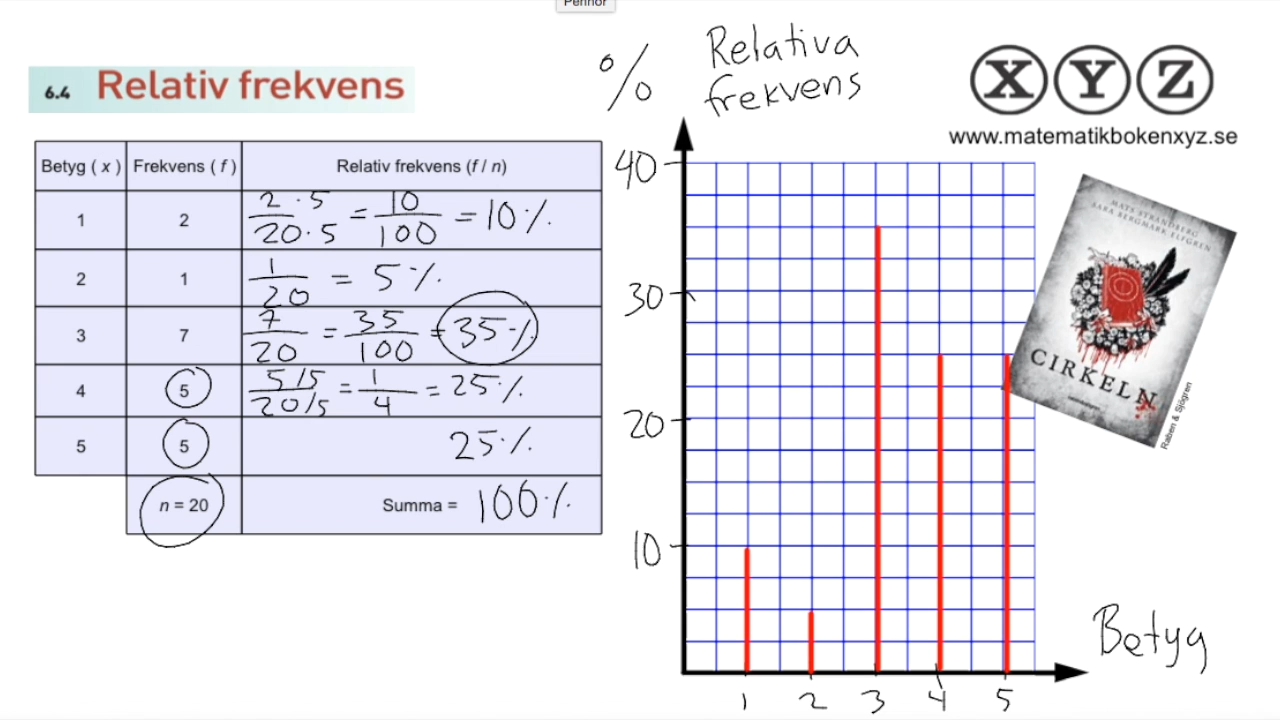 Pennor
6.4 Relativ frekvens
Betyg ( x ) Frekvens ( f ) Relativ frekvens (f / n)
1 2 2 · 5 / 20 · 5 = 10/100 = 10 %
2 1 1/20 = 5 %
3 7 7/20 = 35/100 = 35 %
4 5 5/5 / 20/5 = 1/4 = 25 %
5 5 25 %
n = 20 Summa = 100 %
% Relativa
frekvens
40
30
20
10
1 2 3 4 5
Betyg
X Y Z
www.matematikbokenxyz.se
MATS STRANDBERG
SARA BERGMARK ELFGREN
CIRKELN
Rabén & Sjögren